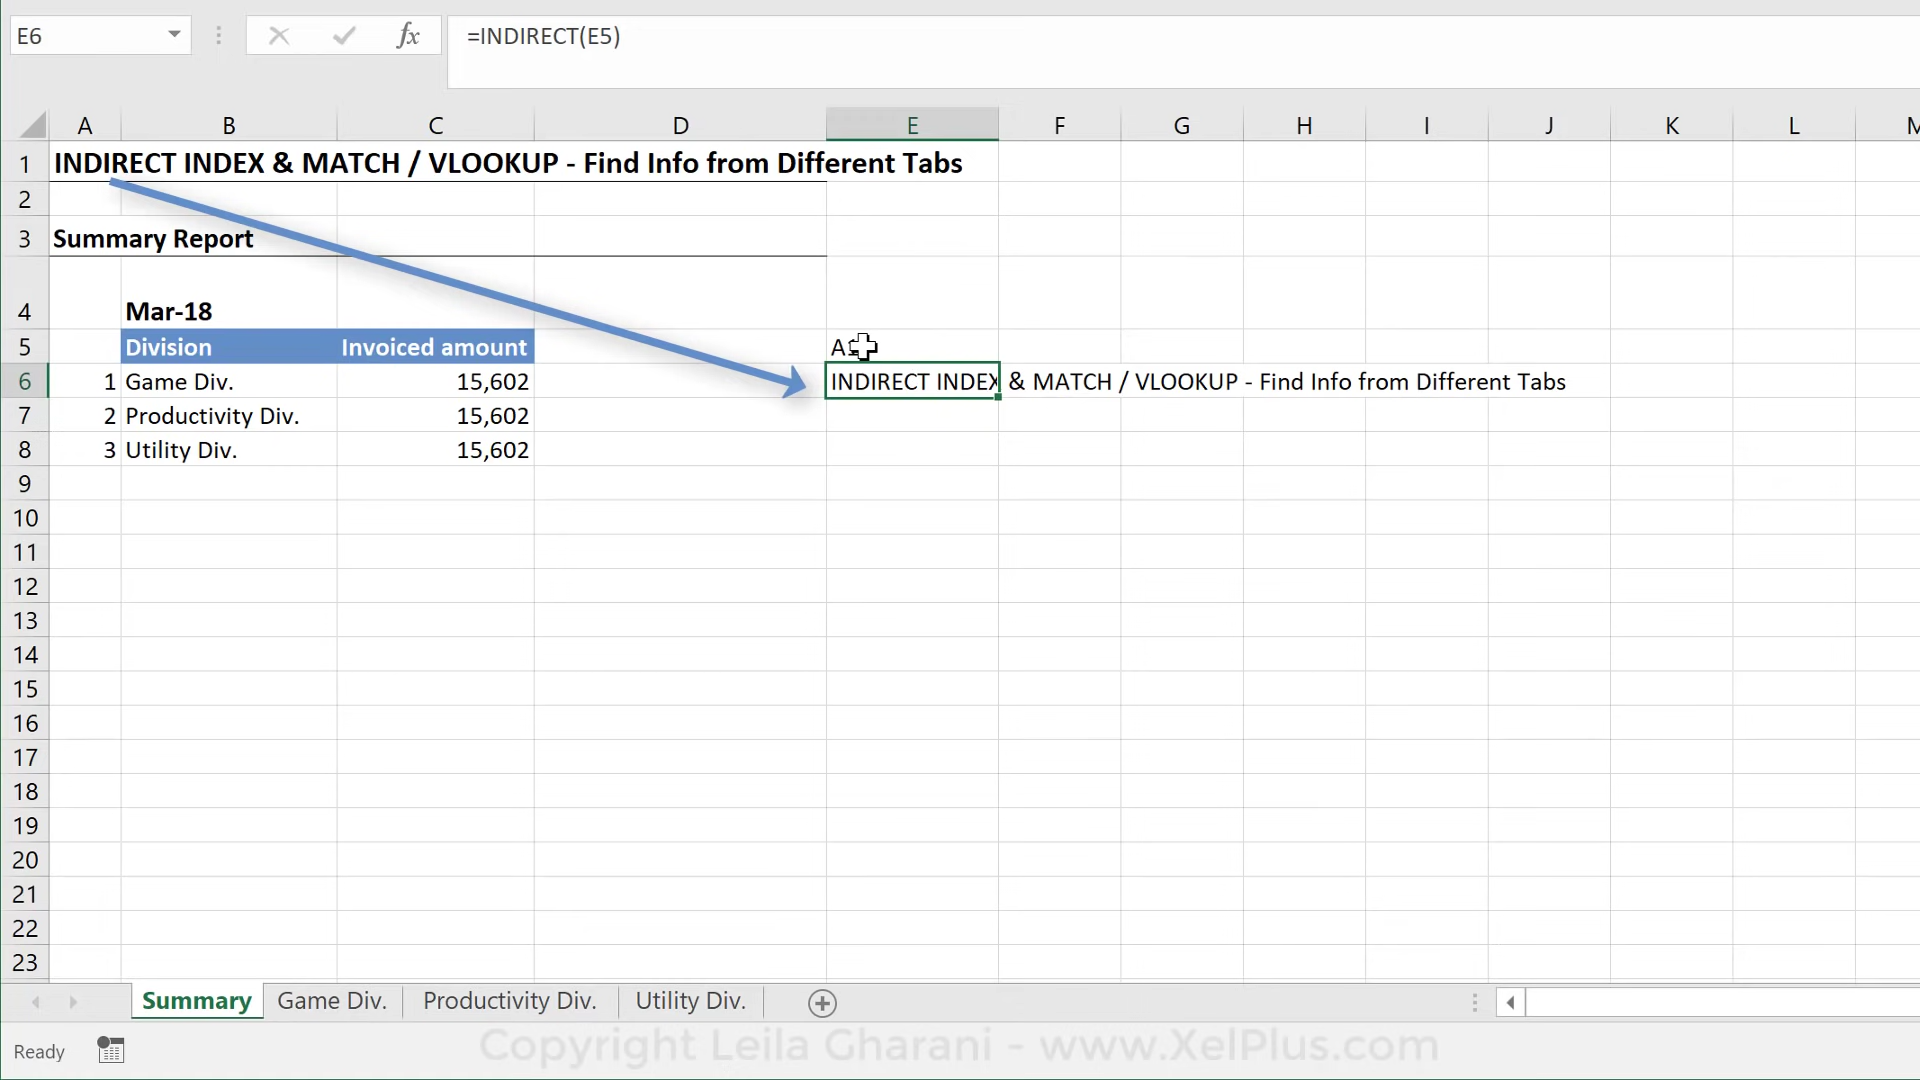 E6 fx =INDIRECT(E5)
A B C D E F G H I J K L M
1 INDIRECT INDEX & MATCH / VLOOKUP - Find Info from Different Tabs
2
3 Summary Report
4 Mar-18
5 Division Invoiced amount
6 1 Game Div. 15,602 INDIRECT INDEX & MATCH / VLOOKUP - Find Info from Different Tabs
7 2 Productivity Div. 15,602
8 3 Utility Div. 15,602
9
10
11
12
13
14
15
16
17
18
19
20
21
22
23
Summary Game Div. Productivity Div. Utility Div.
Ready
Copyright Leila Gharani - www.XelPlus.com